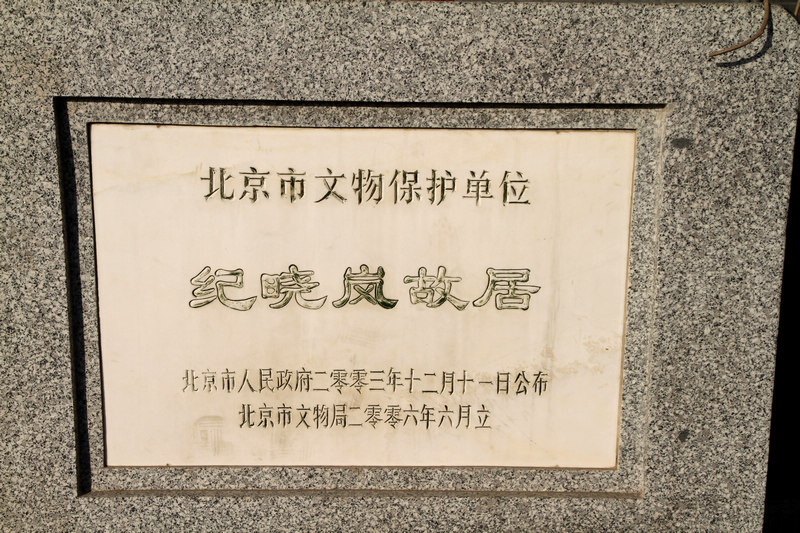 北京市文物保护单位
纪晓岚故居
北京市人民政府二零零三年十二月十一日公布
北京市文物局二零零六年六月立